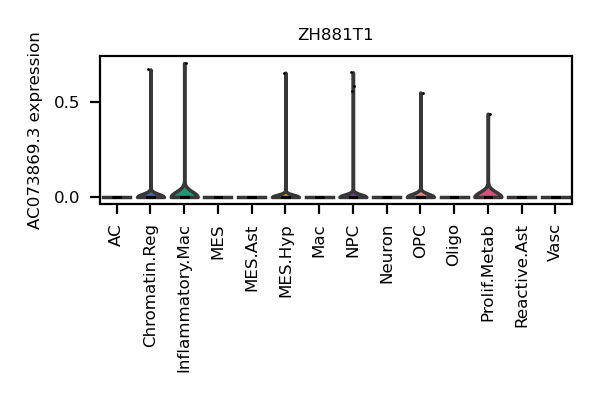 ZH881T1
AC073869.3 expression
0.5
0.0
AC
Chromatin.Reg
Inflammatory.Mac
MES
MES.Ast
MES.Hyp
Mac
NPC
Neuron
OPC
Oligo
Prolif.Metab
Reactive.Ast
Vasc